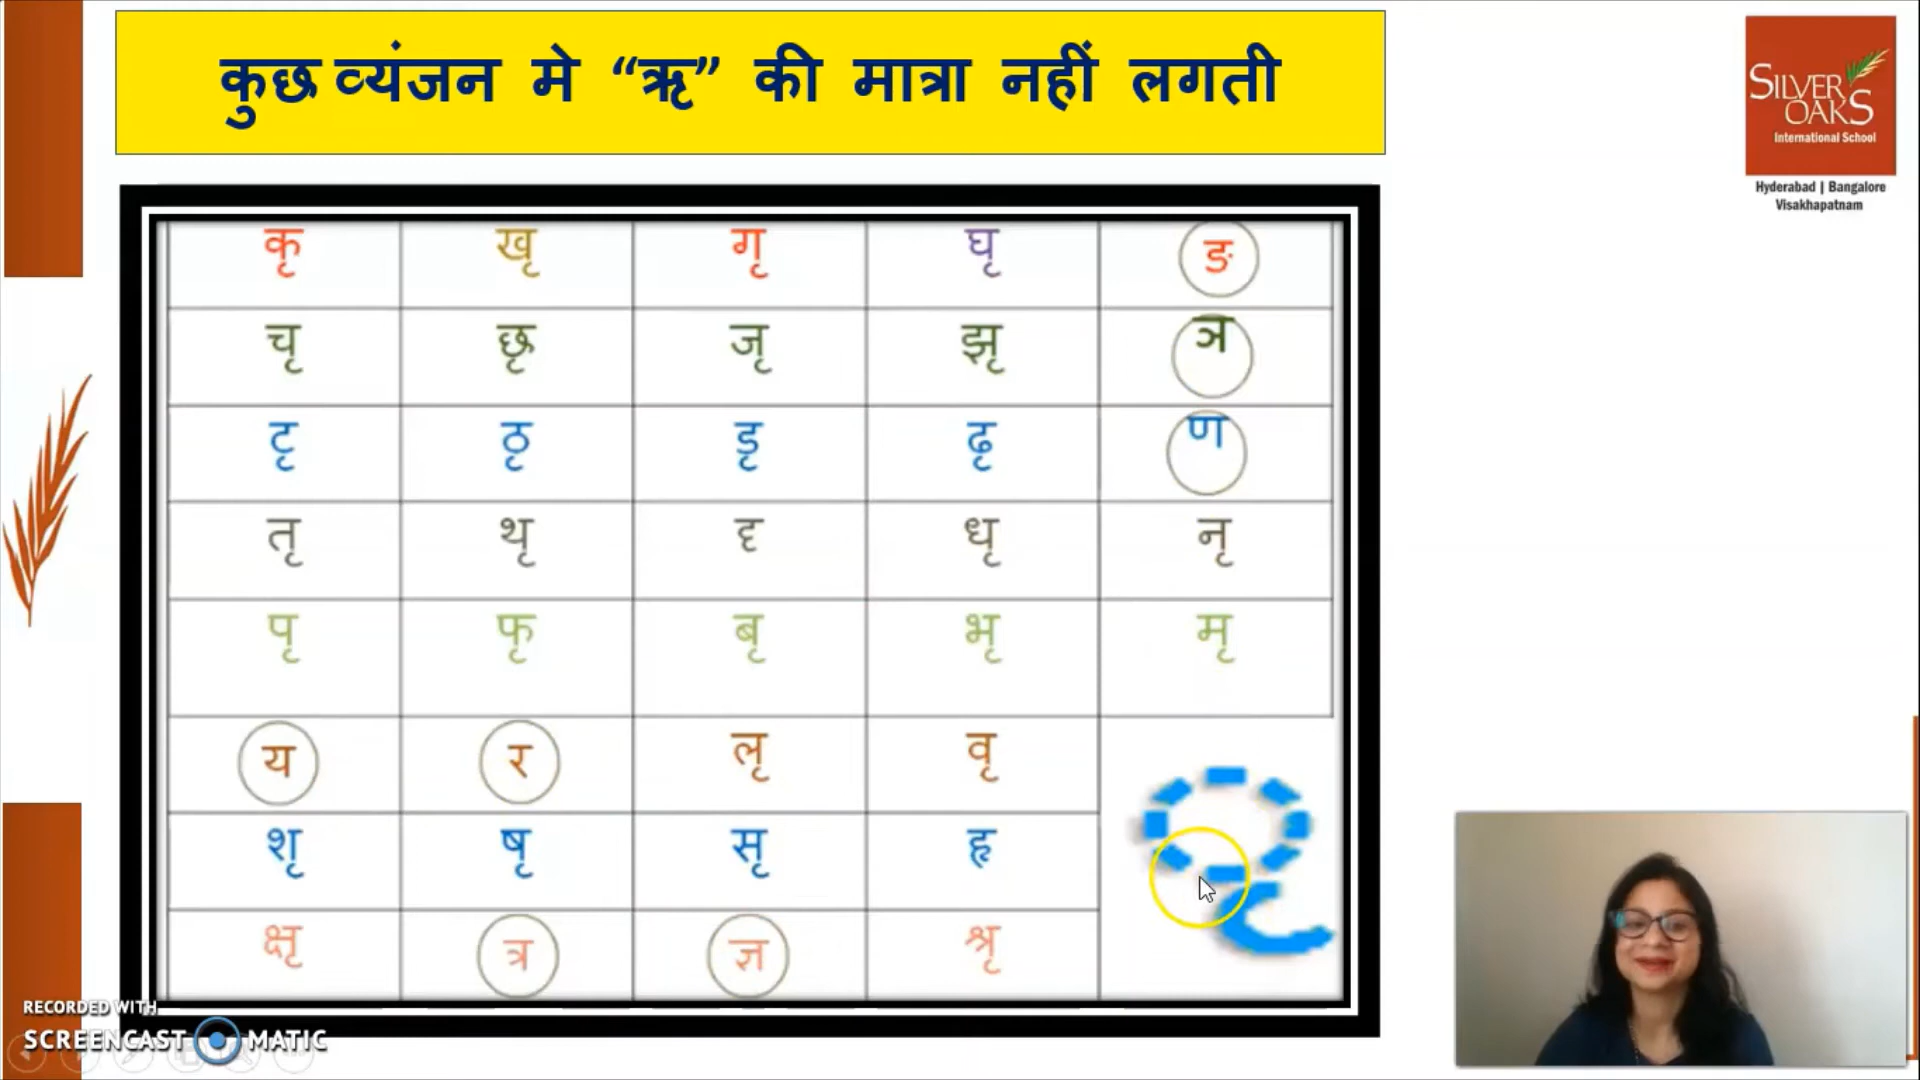 कुछ व्यंजन मे “ऋ” की मात्रा नहीं लगती
SILVER
OAKS
International School
Hyderabad | Bangalore
Visakhapatnam
कृ खृ गृ घृ ङ
चृ छृ जृ झृ ञ
टृ ठृ डृ ढृ ण
तृ थृ दृ धृ नृ
पृ फृ बृ भृ मृ
य र लृ वृ
शृ षृ सृ हृ
क्षृ त्र ज्ञ श्रृ
RECORDED WITH
SCREENCAST MATIC